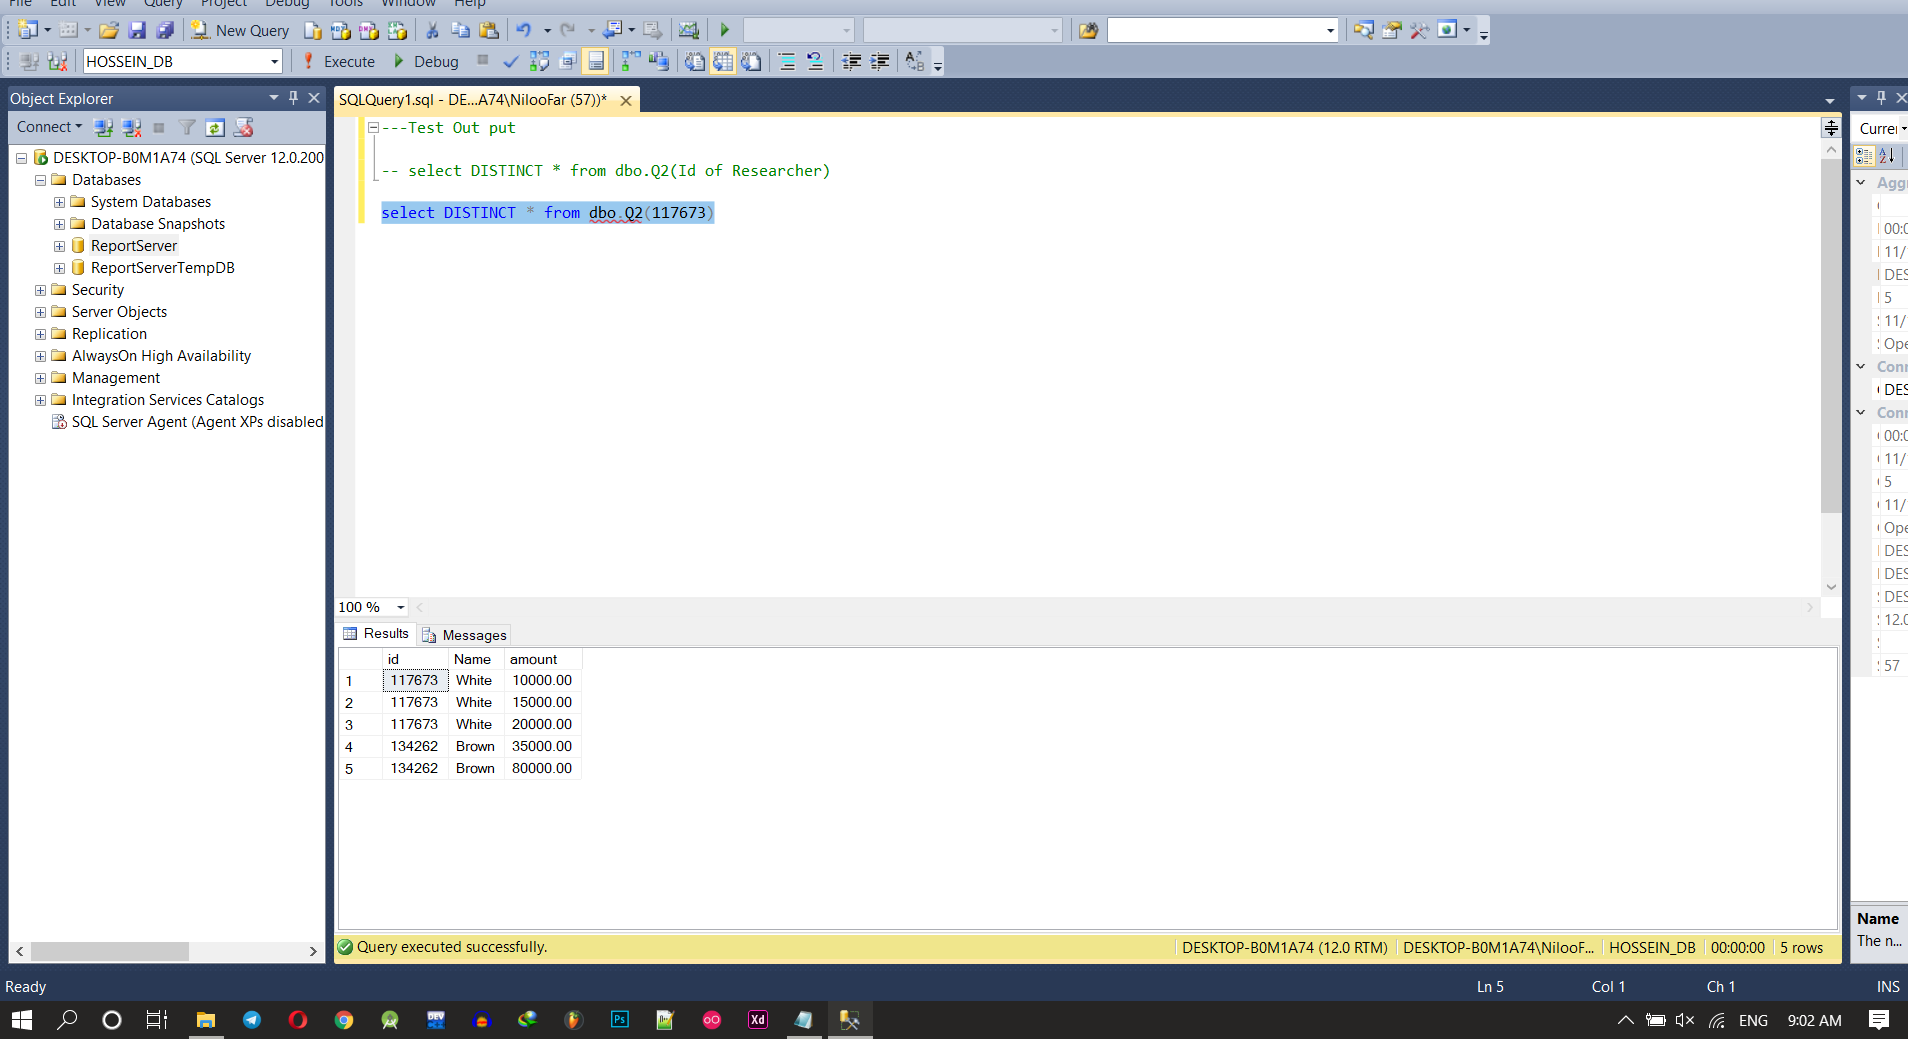 File Edit View Query Project Debug Tools Window Help
New Query
HOSSEIN_DB Execute Debug
Object Explorer
Connect
DESKTOP-B0M1A74 (SQL Server 12.0.200
Databases
System Databases
Database Snapshots
ReportServer
ReportServerTempDB
Security
Server Objects
Replication
AlwaysOn High Availability
Management
Integration Services Catalogs
SQL Server Agent (Agent XPs disabled
SQLQuery1.sql - DE...A74\NilooFar (57))*
---Test Out put
-- select DISTINCT * from dbo.Q2(Id of Researcher)
select DISTINCT * from dbo.Q2(117673)
100 %
Results Messages
id Name amount
1 117673 White 10000.00
2 117673 White 15000.00
3 117673 White 20000.00
4 134262 Brown 35000.00
5 134262 Brown 80000.00
Query executed successfully.
DESKTOP-B0M1A74 (12.0 RTM) DESKTOP-B0M1A74\NilooF... HOSSEIN_DB 00:00:00 5 rows
Curre
Aggr
00:0
11/
DES
5
11/
Ope
Conn
DES
Conn
00:0
11/
5
11/
Ope
DES
DES
DES
12.0
57
Name
The n...
Ready Ln 5 Col 1 Ch 1 INS
DEV Ps Xd ENG 9:02 AM